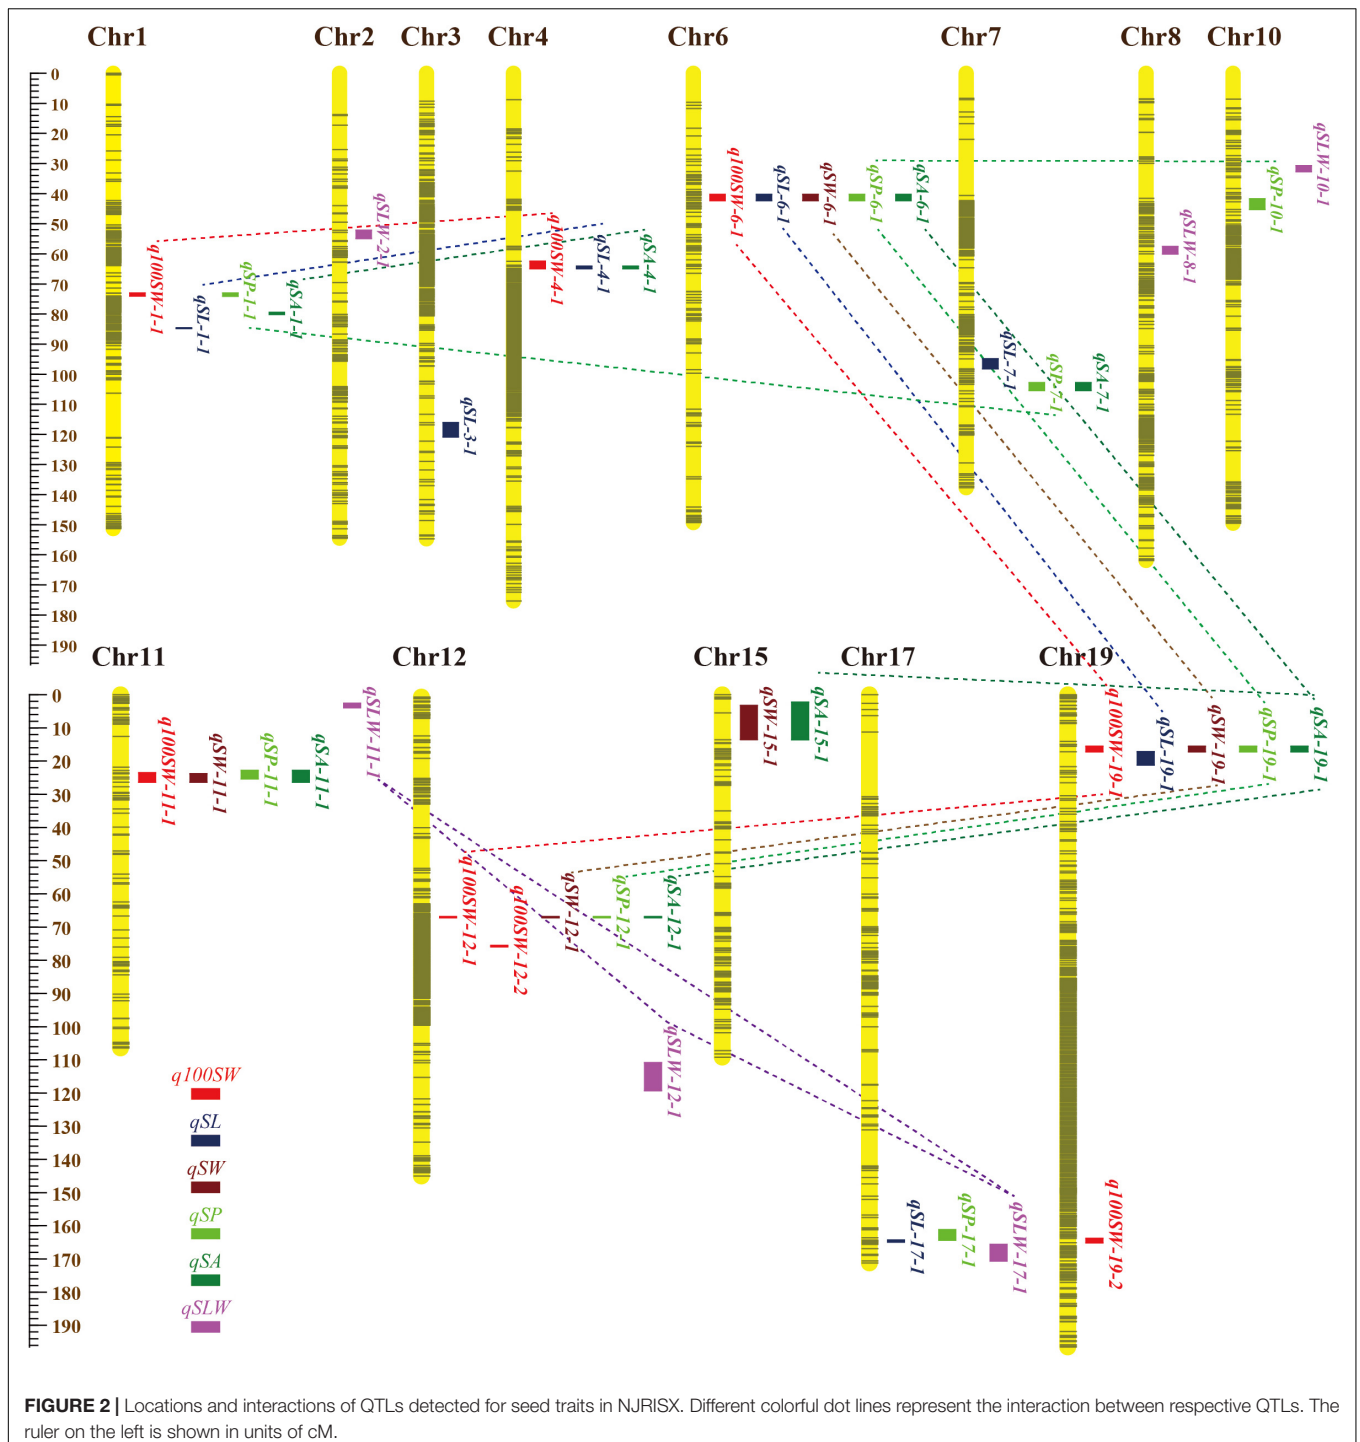 Chr1 Chr2 Chr3 Chr4 Chr6 Chr7 Chr8 Chr10
0
10
20
30
40
50
60
70
80
90
100
110
120
130
140
150
160
170
180
190
q100SW-1-1
qSL-1-1
qSP-1-1
qSA-1-1
qSLW-2-1
qSL-3-1
q100SW-4-1
qSL-4-1
qSA-4-1
q100SW-6-1
qSL-6-1
qSW-6-1
qSP-6-1
qSA-6-1
qSL-7-1
qSP-7-1
qSA-7-1
qSLW-8-1
qSP-10-1
qSLW-10-1
Chr11 Chr12 Chr15 Chr17 Chr19
0
10
20
30
40
50
60
70
80
90
100
110
120
130
140
150
160
170
180
190
q100SW-11-1
qSW-11-1
qSP-11-1
qSA-11-1
qSLW-11-1
q100SW-12-1
q100SW-12-2
qSW-12-1
qSP-12-1
qSA-12-1
qSLW-12-1
qSW-15-1
qSA-15-1
qSL-17-1
qSP-17-1
qSLW-17-1
q100SW-19-1
qSL-19-1
qSW-19-1
qSP-19-1
qSA-19-1
q100SW-19-2
q100SW
qSL
qSW
qSP
qSA
qSLW
FIGURE 2 | Locations and interactions of QTLs detected for seed traits in NJRISX. Different colorful dot lines represent the interaction between respective QTLs. The
ruler on the left is shown in units of cM.